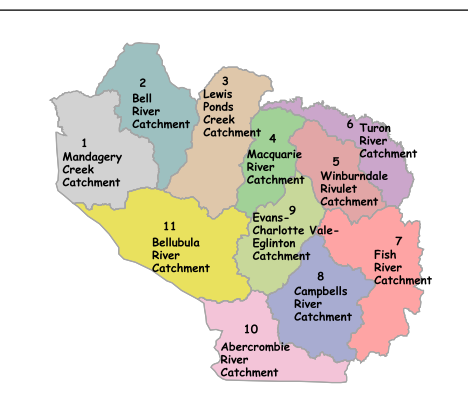 1
Mandagery
Creek
Catchment
2
Bell
River
Catchment
3
Lewis
Ponds
Creek
Catchment
4
Macquarie
River
Catchment
5
Winburndale
Rivulet
Catchment
6 Turon
River
Catchment
7
Fish
River
Catchment
8
Campbells
River
Catchment
9
Evans-
Charlotte Vale-
Eglinton
Catchment
10
Abercrombie
River
Catchment
11
Bellubula
River
Catchment